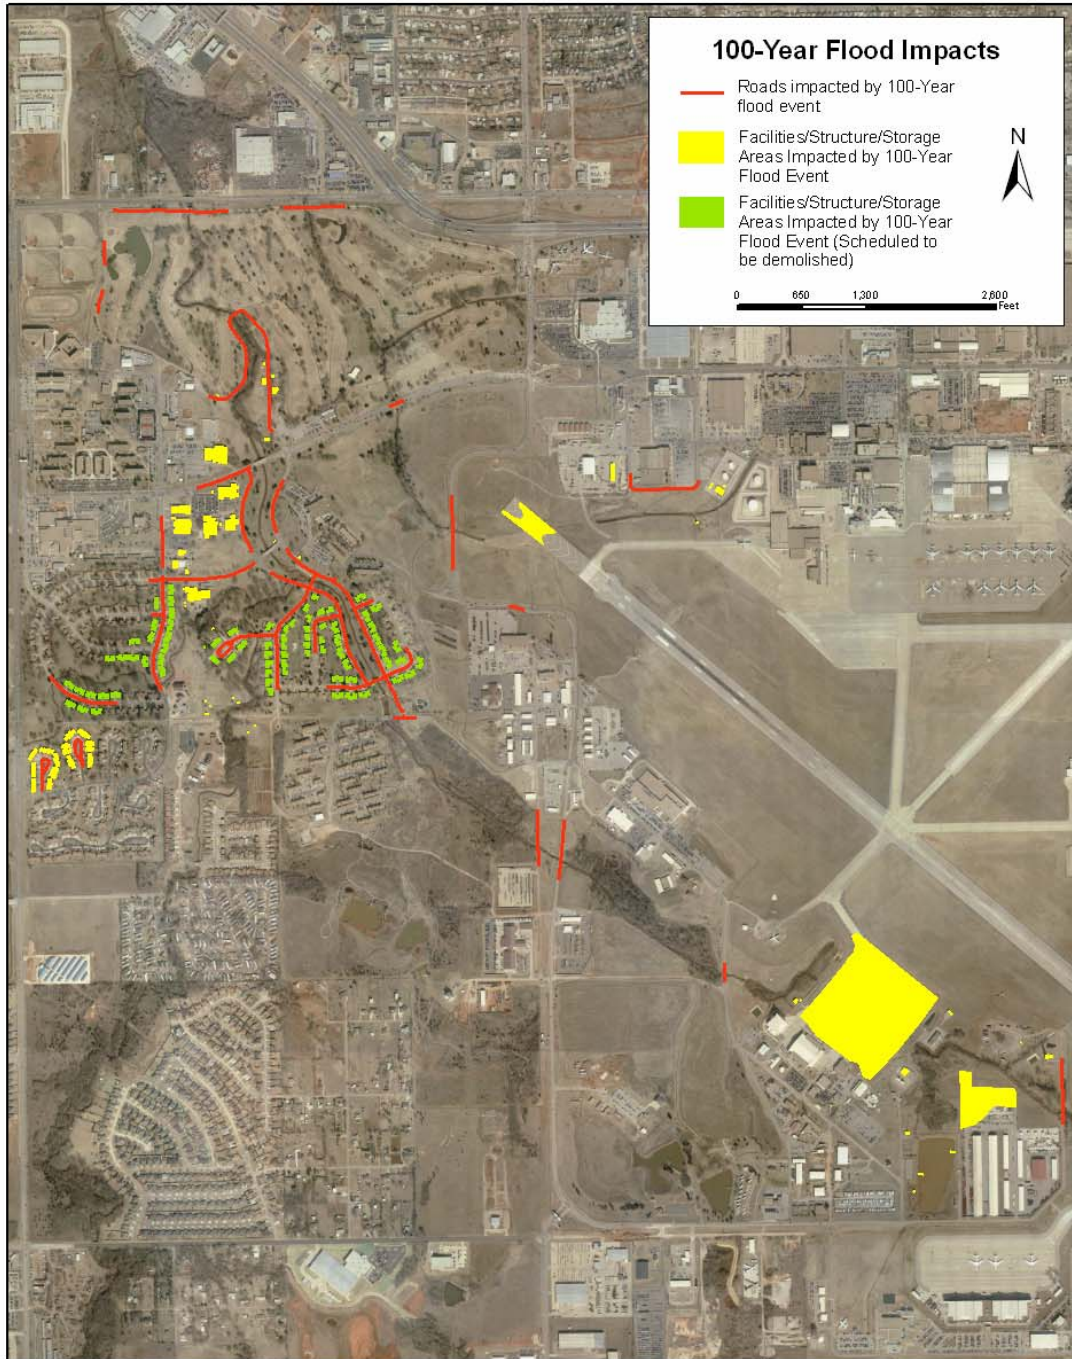 100-Year Flood Impacts
Roads impacted by 100-Year
flood event
Facilities/Structure/Storage
Areas Impacted by 100-Year
Flood Event
Facilities/Structure/Storage
Areas Impacted by 100-Year
Flood Event (Scheduled to
be demolished)
N
0 650 1,300 2,600
Feet